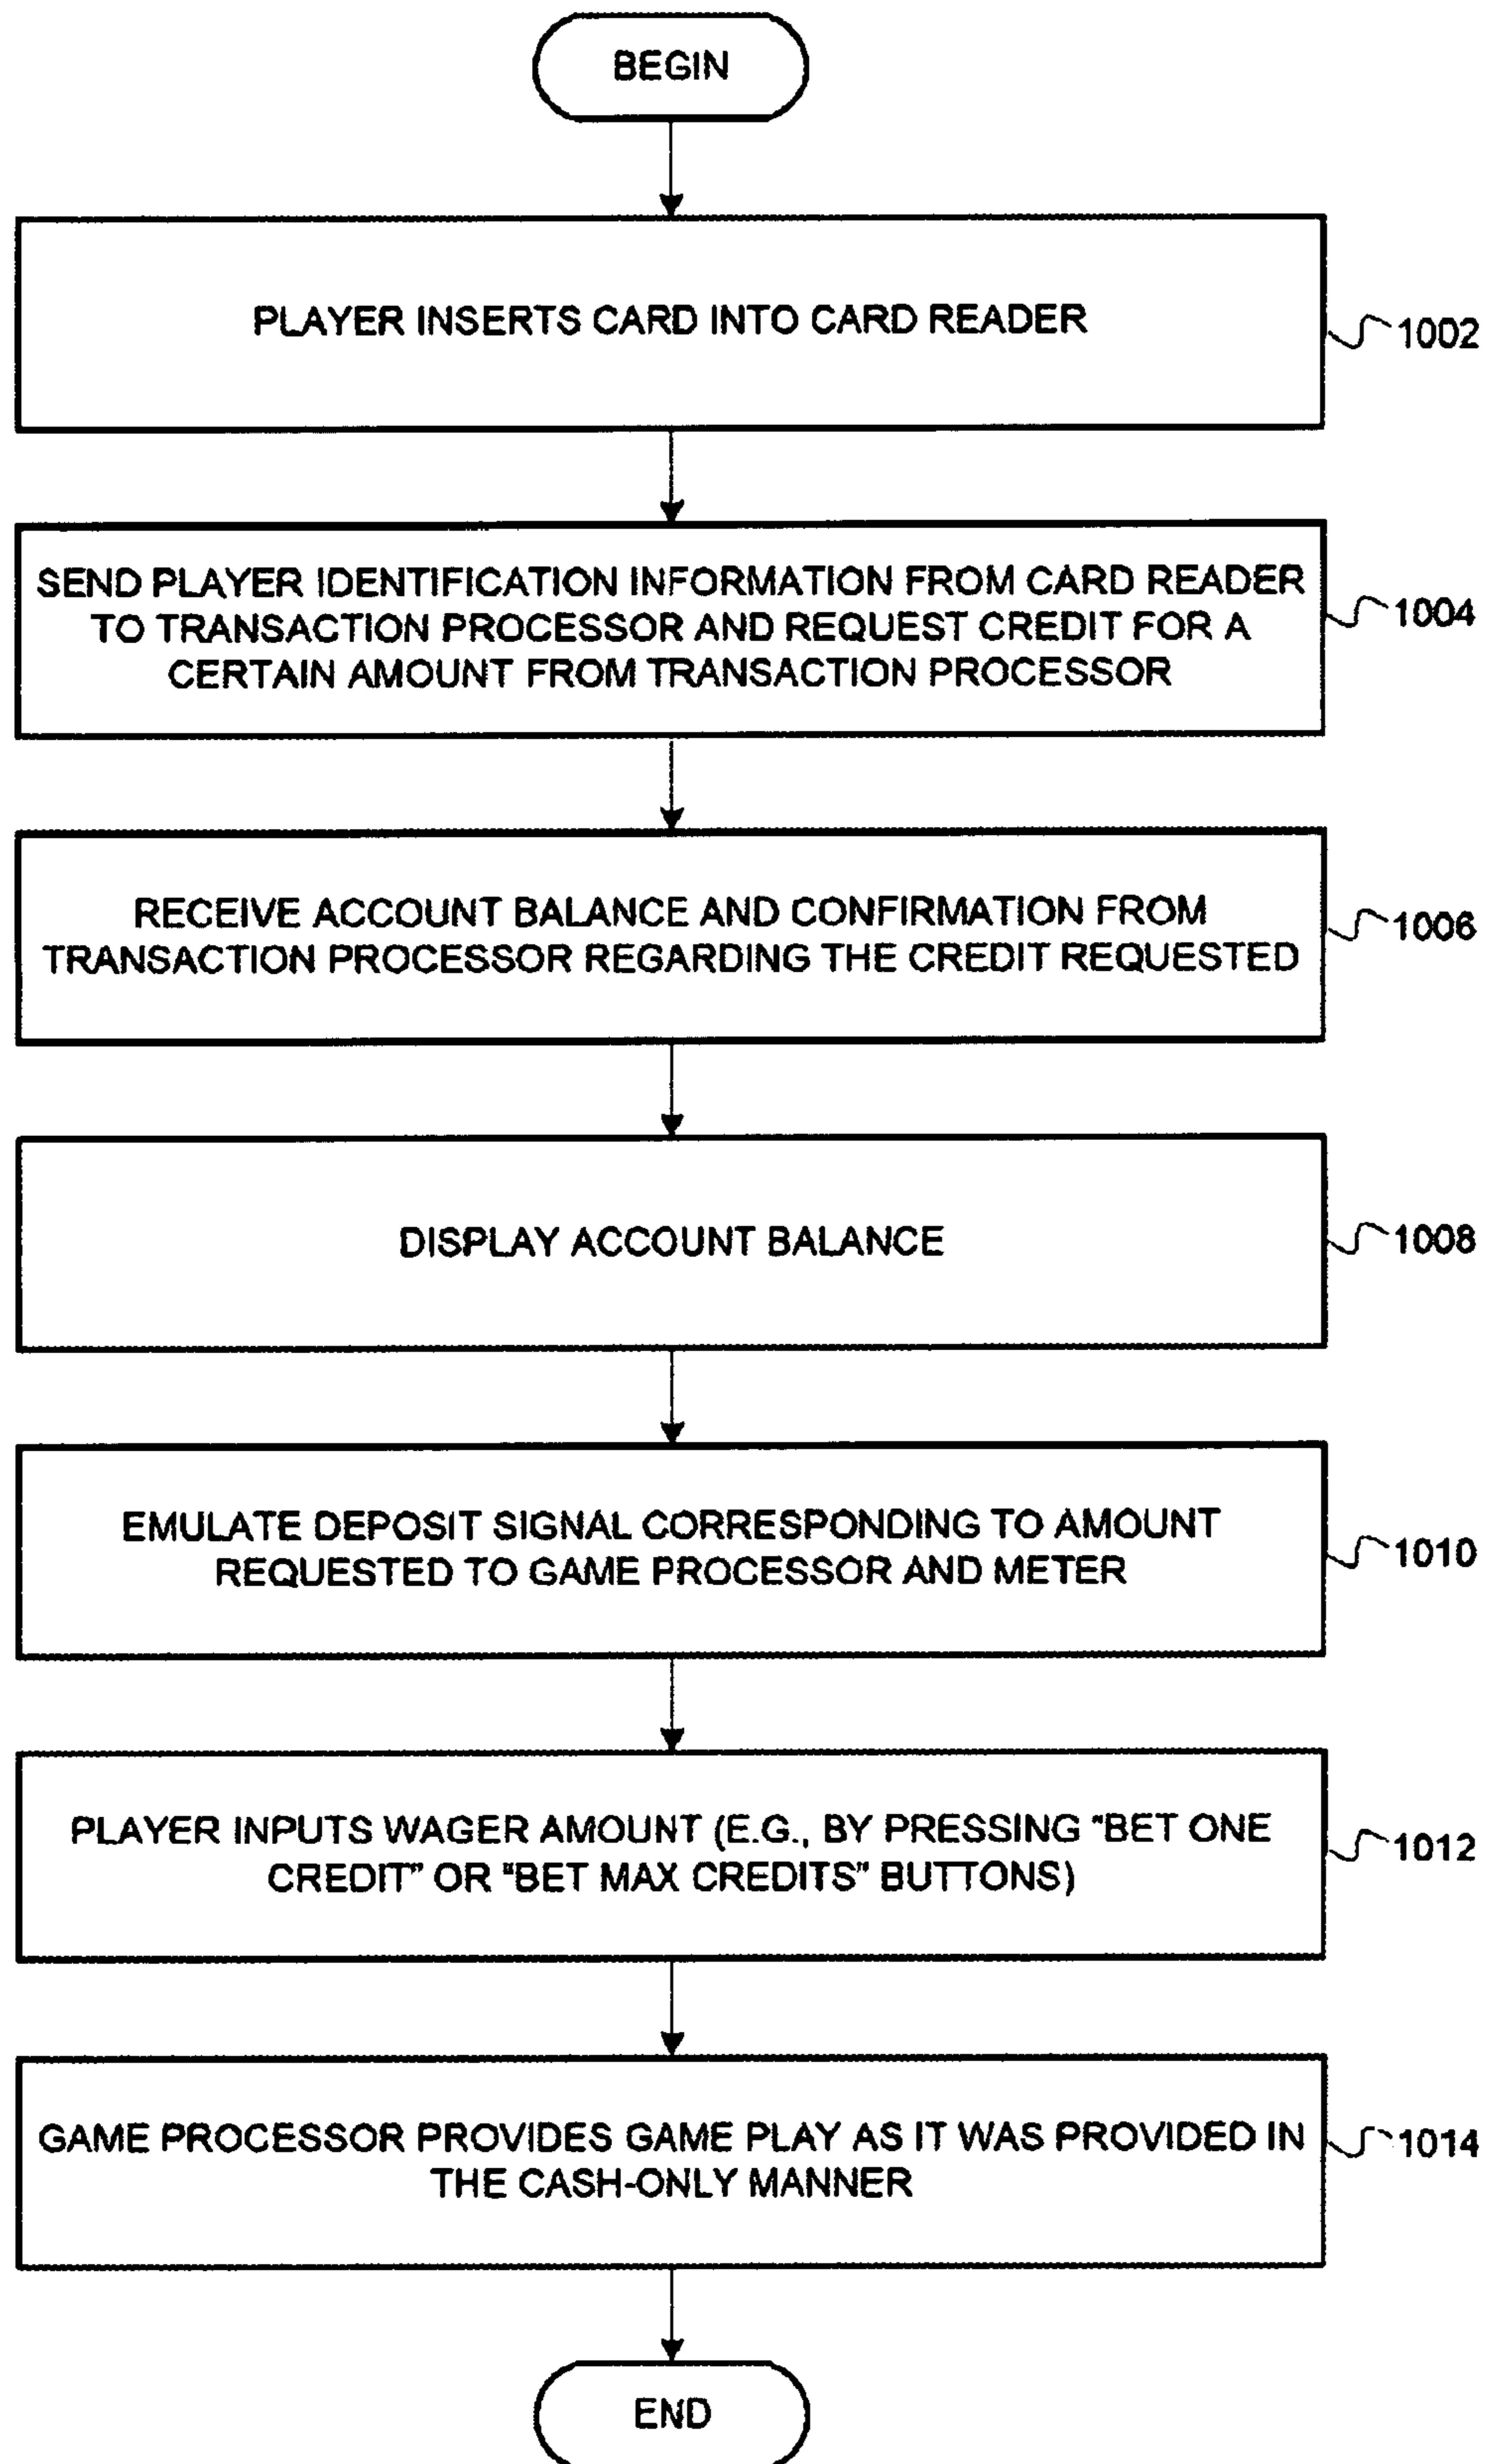 BEGIN
PLAYER INSERTS CARD INTO CARD READER
1002
SEND PLAYER IDENTIFICATION INFORMATION FROM CARD READER
TO TRANSACTION PROCESSOR AND REQUEST CREDIT FOR A
CERTAIN AMOUNT FROM TRANSACTION PROCESSOR
1004
RECEIVE ACCOUNT BALANCE AND CONFIRMATION FROM
TRANSACTION PROCESSOR REGARDING THE CREDIT REQUESTED
1006
DISPLAY ACCOUNT BALANCE
1008
EMULATE DEPOSIT SIGNAL CORRESPONDING TO AMOUNT
REQUESTED TO GAME PROCESSOR AND METER
1010
PLAYER INPUTS WAGER AMOUNT (E.G., BY PRESSING "BET ONE
CREDIT" OR "BET MAX CREDITS" BUTTONS)
1012
GAME PROCESSOR PROVIDES GAME PLAY AS IT WAS PROVIDED IN
THE CASH-ONLY MANNER
1014
END